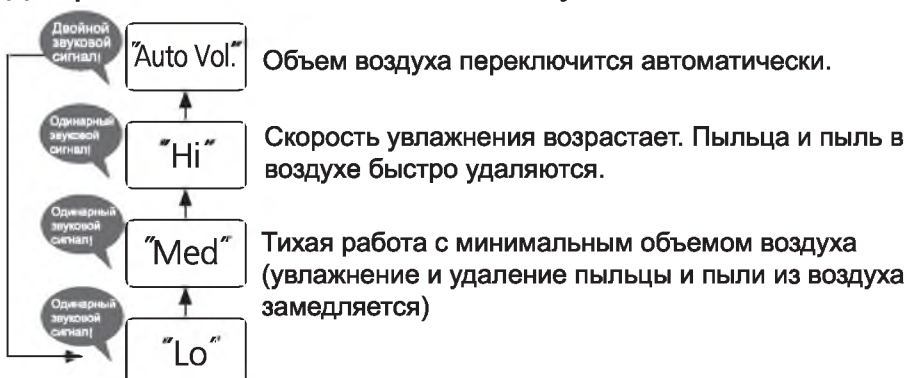 Двойной
звуковой
сигнал!
"Auto Vol."
Объем воздуха переключится автоматически.
Одинарный
звуковой
сигнал!
"Hi"
Скорость увлажнения возрастает. Пыльца и пыль в
воздухе быстро удаляются.
Одинарный
звуковой
сигнал!
"Med"
Тихая работа с минимальным объемом воздуха
(увлажнение и удаление пыльцы и пыли из воздуха
замедляется)
Одинарный
звуковой
сигнал!
"Lo"